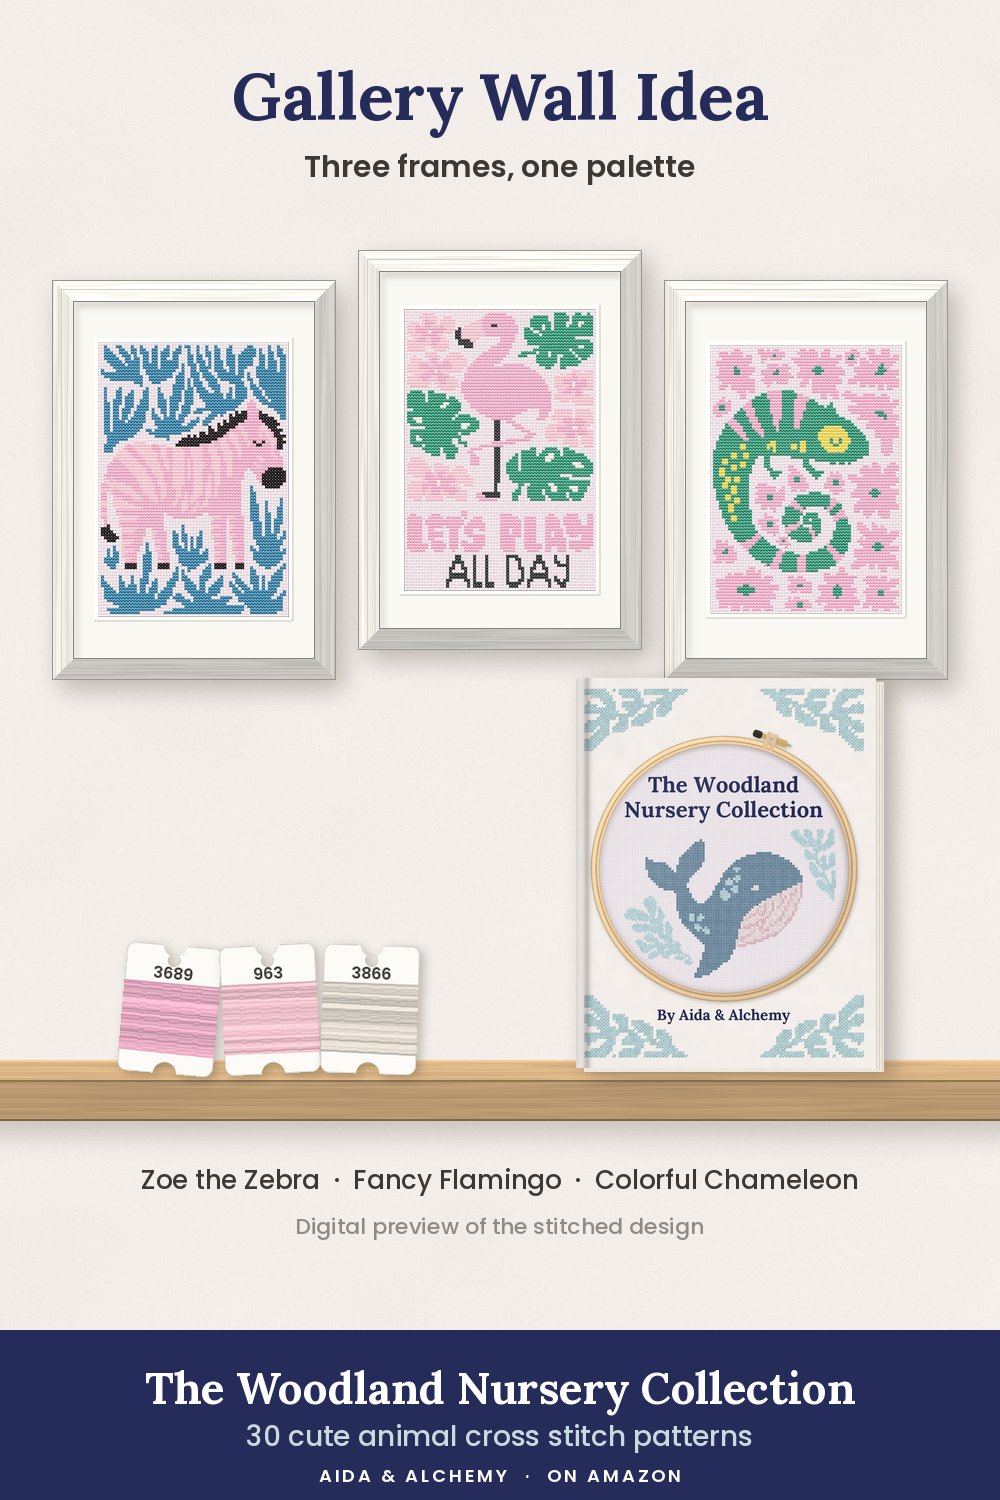 Gallery Wall Idea
Three frames, one palette
LET'S PLAY
ALL DAY
The Woodland
Nursery Collection
By Aida & Alchemy
3689
963
3866
Zoe the Zebra · Fancy Flamingo · Colorful Chameleon
Digital preview of the stitched design
The Woodland Nursery Collection
30 cute animal cross stitch patterns
AIDA & ALCHEMY · ON AMAZON